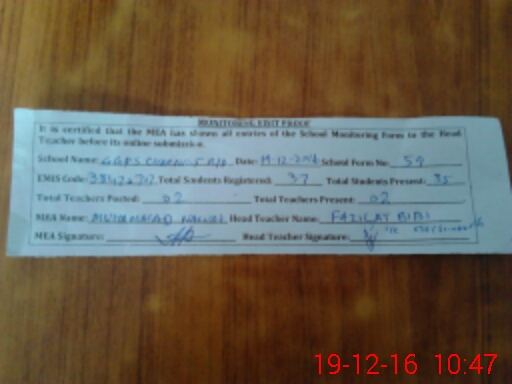 MONITORING VISIT PROOF
It is certified that the MEA has shown all entries of the School Monitoring Form to the Head
Teacher before its online submission.
School Name: GGPS Date: 19-12-2016 School Form No: 59
EMIS Code: Total Students Registered: 37 Total Students Present: 35
Total Teachers Posted: 02 Total Teachers Present: 02
MEA Name: MUHAMMAD Head Teacher Name: FAZILAT BIBI
MEA Signature: Head Teacher Signature:
19-12-16 10:47